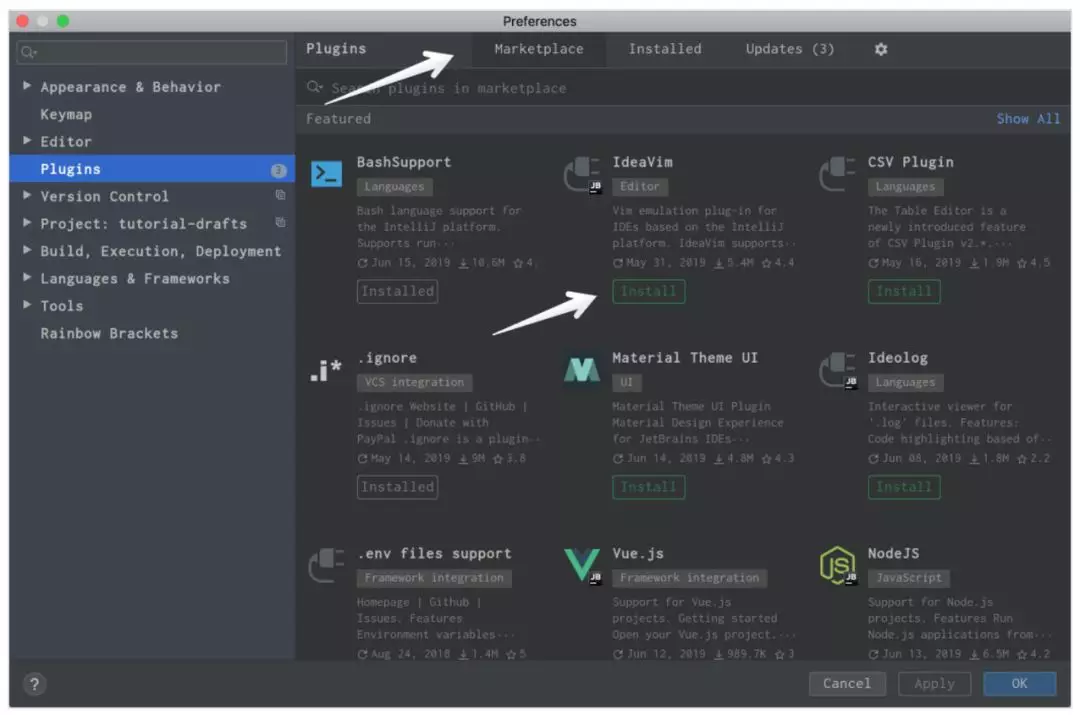 Preferences
Plugins
Marketplace
Installed
Updates (3)
Search plugins in marketplace
Featured
Show All
Appearance & Behavior
Keymap
Editor
Plugins
Version Control
Project: tutorial-drafts
Build, Execution, Deployment
Languages & Frameworks
Tools
Rainbow Brackets
BashSupport
Languages
Bash language support for
the IntelliJ platform.
Supports run...
Jun 15, 2019 10.6M 4.
Installed
IdeaVim
Editor
Vim emulation plug-in for
IDEs based on the IntelliJ
platform. IdeaVim supports...
May 31, 2019 5.4M 4.4
Install
CSV Plugin
Languages
The Table Editor is a
newly introduced feature
of CSV Plugin v2.*,...
May 16, 2019 1.9M 4.5
Install
.i*
.ignore
VCS integration
.ignore Website | GitHub |
Issues | Donate with
PayPal .ignore is a plugin...
May 14, 2019 9M 3.8
Installed
Material Theme UI
UI
Material Theme UI Plugin
Material Design Experience
for JetBrains IDEs...
Jun 14, 2019 4.8M 4.3
Install
JB
Ideolog
Languages
Interactive viewer for
'.log' files. Features:
Code highlighting based of...
Jun 08, 2019 1.8M 2.2
Install
.env files support
Framework integration
Homepage | Github |
Issues. Features
Environment variables...
Aug 24, 2018 1.4M 5
JB
Vue.js
Framework integration
Support for Vue.js
projects. Getting started
Open your Vue.js project....
Jun 12, 2019 989.7K 3
JS
JB
NodeJS
JavaScript
Support for Node.js
projects. Features Run
Node.js applications from...
Jun 13, 2019 6.5M 4.2
?
Cancel
Apply
OK